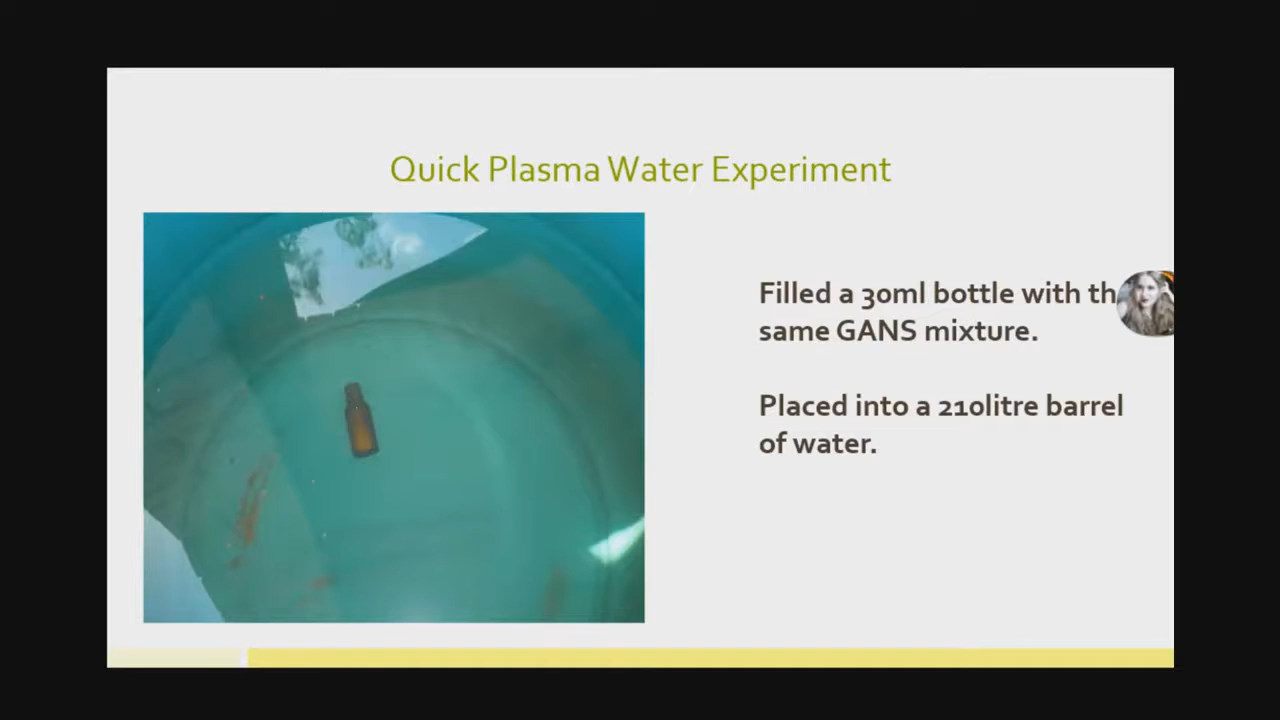 Quick Plasma Water Experiment
Filled a 30ml bottle with th
same GANS mixture.
Placed into a 210litre barrel
of water.